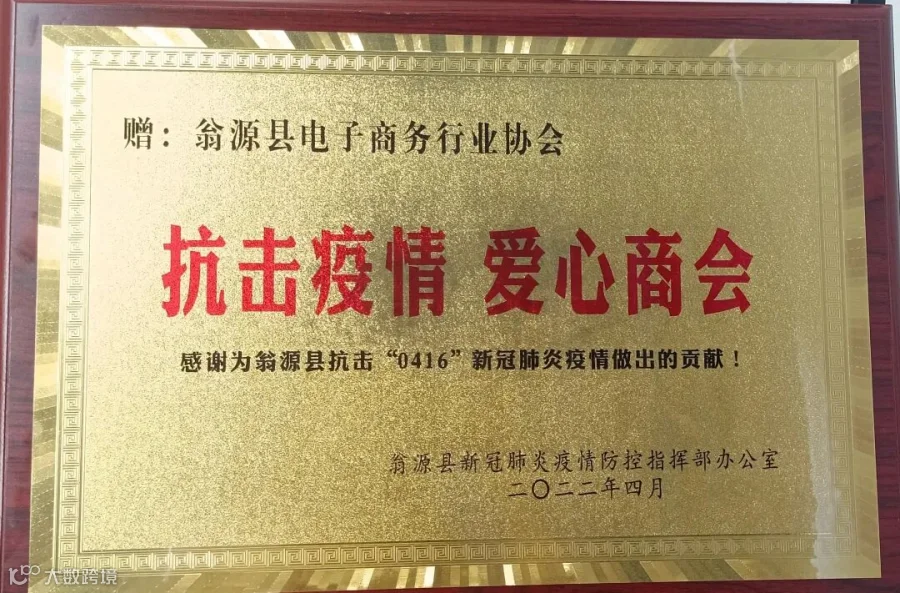 赠：翁源县电子商务行业协会
抗击疫情 爱心商会
感谢为翁源县抗击“0416”新冠肺炎疫情做出的贡献！
翁源县新冠肺炎疫情防控指挥部办公室
二〇二二年四月
大数跨境